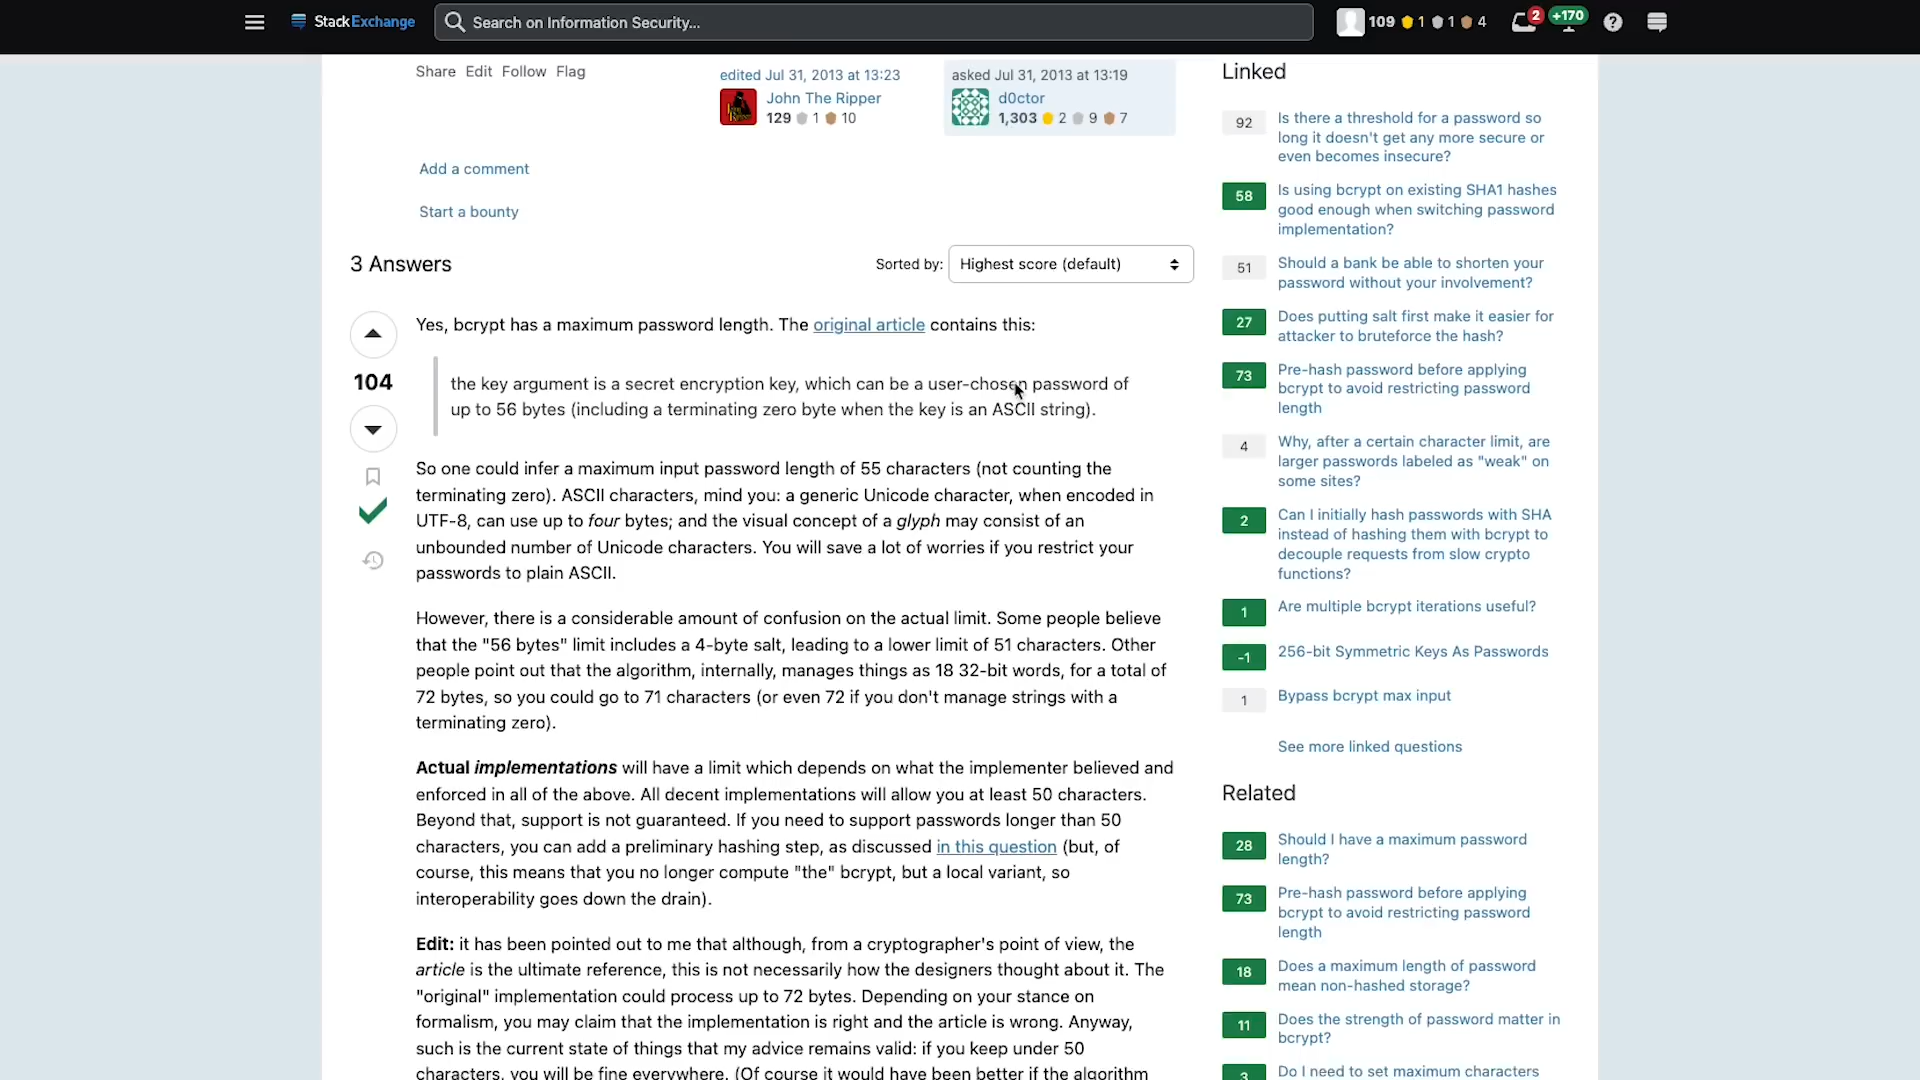 StackExchange
Search on Information Security...
109 1 1 4
2
+170
Share Edit Follow Flag
edited Jul 31, 2013 at 13:23
John The Ripper
129 1 10
asked Jul 31, 2013 at 13:19
d0ctor
1,303 2 9 7
Add a comment
Start a bounty
3 Answers
Sorted by:
Highest score (default)
104
Yes, bcrypt has a maximum password length. The original article contains this:
the key argument is a secret encryption key, which can be a user-chosen password of
up to 56 bytes (including a terminating zero byte when the key is an ASCII string).
So one could infer a maximum input password length of 55 characters (not counting the
terminating zero). ASCII characters, mind you: a generic Unicode character, when encoded in
UTF-8, can use up to four bytes; and the visual concept of a glyph may consist of an
unbounded number of Unicode characters. You will save a lot of worries if you restrict your
passwords to plain ASCII.
However, there is a considerable amount of confusion on the actual limit. Some people believe
that the "56 bytes" limit includes a 4-byte salt, leading to a lower limit of 51 characters. Other
people point out that the algorithm, internally, manages things as 18 32-bit words, for a total of
72 bytes, so you could go to 71 characters (or even 72 if you don't manage strings with a
terminating zero).
Actual implementations will have a limit which depends on what the implementer believed and
enforced in all of the above. All decent implementations will allow you at least 50 characters.
Beyond that, support is not guaranteed. If you need to support passwords longer than 50
characters, you can add a preliminary hashing step, as discussed in this question (but, of
course, this means that you no longer compute "the" bcrypt, but a local variant, so
interoperability goes down the drain).
Edit: it has been pointed out to me that although, from a cryptographer's point of view, the
article is the ultimate reference, this is not necessarily how the designers thought about it. The
"original" implementation could process up to 72 bytes. Depending on your stance on
formalism, you may claim that the implementation is right and the article is wrong. Anyway,
such is the current state of things that my advice remains valid: if you keep under 50
characters, you will be fine everywhere. (Of course it would have been better if the algorithm
Linked
92
Is there a threshold for a password so
long it doesn't get any more secure or
even becomes insecure?
58
Is using bcrypt on existing SHA1 hashes
good enough when switching password
implementation?
51
Should a bank be able to shorten your
password without your involvement?
27
Does putting salt first make it easier for
attacker to bruteforce the hash?
73
Pre-hash password before applying
bcrypt to avoid restricting password
length
4
Why, after a certain character limit, are
larger passwords labeled as "weak" on
some sites?
2
Can I initially hash passwords with SHA
instead of hashing them with bcrypt to
decouple requests from slow crypto
functions?
1
Are multiple bcrypt iterations useful?
-1
256-bit Symmetric Keys As Passwords
1
Bypass bcrypt max input
See more linked questions
Related
28
Should I have a maximum password
length?
73
Pre-hash password before applying
bcrypt to avoid restricting password
length
18
Does a maximum length of password
mean non-hashed storage?
11
Does the strength of password matter in
bcrypt?
3
Do I need to set maximum characters